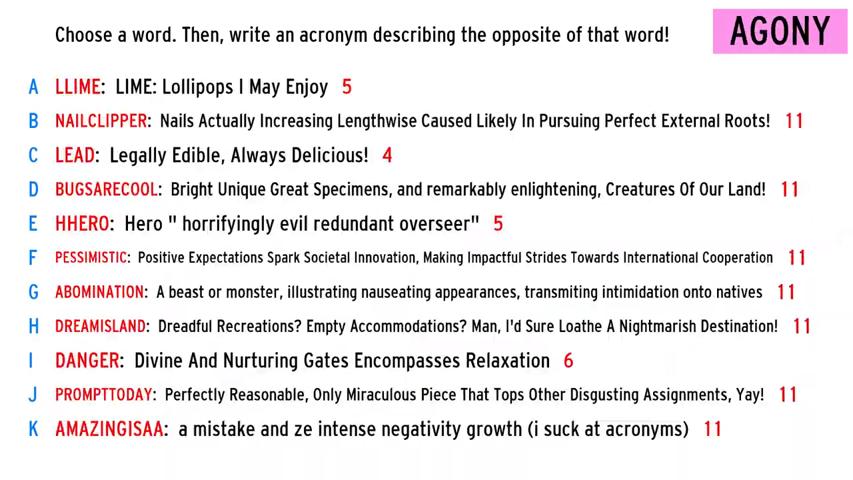 Choose a word. Then, write an acronym describing the opposite of that word!
AGONY
A LLIME: LIME: Lollipops I May Enjoy 5
B NAILCLIPPER: Nails Actually Increasing Lengthwise Caused Likely In Pursuing Perfect External Roots! 11
C LEAD: Legally Edible, Always Delicious! 4
D BUGSARECOOL: Bright Unique Great Specimens, and remarkably enlightening, Creatures Of Our Land! 11
E HHERO: Hero " horrifyingly evil redundant overseer" 5
F PESSIMISTIC: Positive Expectations Spark Societal Innovation, Making Impactful Strides Towards International Cooperation 11
G ABOMINATION: A beast or monster, illustrating nauseating appearances, transmiting intimidation onto natives 11
H DREAMISLAND: Dreadful Recreations? Empty Accommodations? Man, I'd Sure Loathe A Nightmarish Destination! 11
I DANGER: Divine And Nurturing Gates Encompasses Relaxation 6
J PROMPTTODAY: Perfectly Reasonable, Only Miraculous Piece That Tops Other Disgusting Assignments, Yay! 11
K AMAZINGISAA: a mistake and ze intense negativity growth (i suck at acronyms) 11